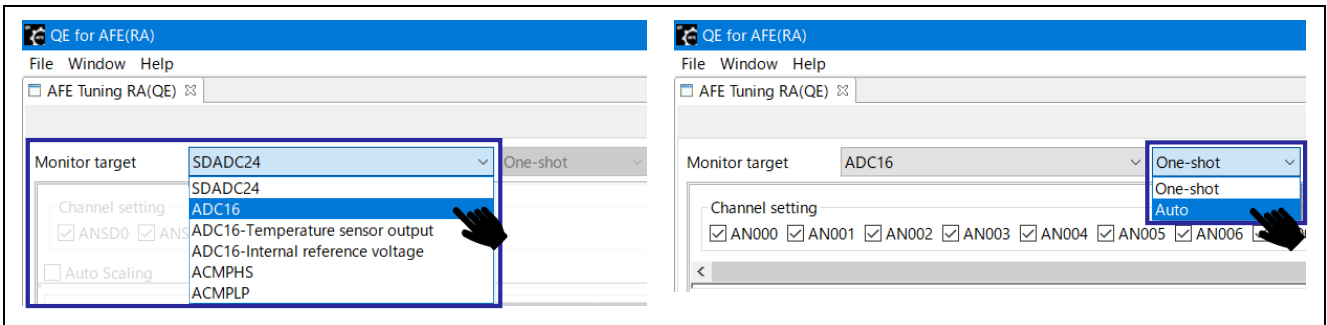 QE for AFE(RA)
File Window Help
AFE Tuning RA(QE)
Monitor target SDADC24 One-shot
SDADC24
Channel setting
ADC16
ANSD0
ADC16-Temperature sensor output
ADC16-Internal reference voltage
Auto Scaling
ACMPHS
ACMPLP
QE for AFE(RA)
File Window Help
AFE Tuning RA(QE)
Monitor target ADC16 One-shot
One-shot
Channel setting
Auto
AN000 AN001 AN002 AN003 AN004 AN005 AN006